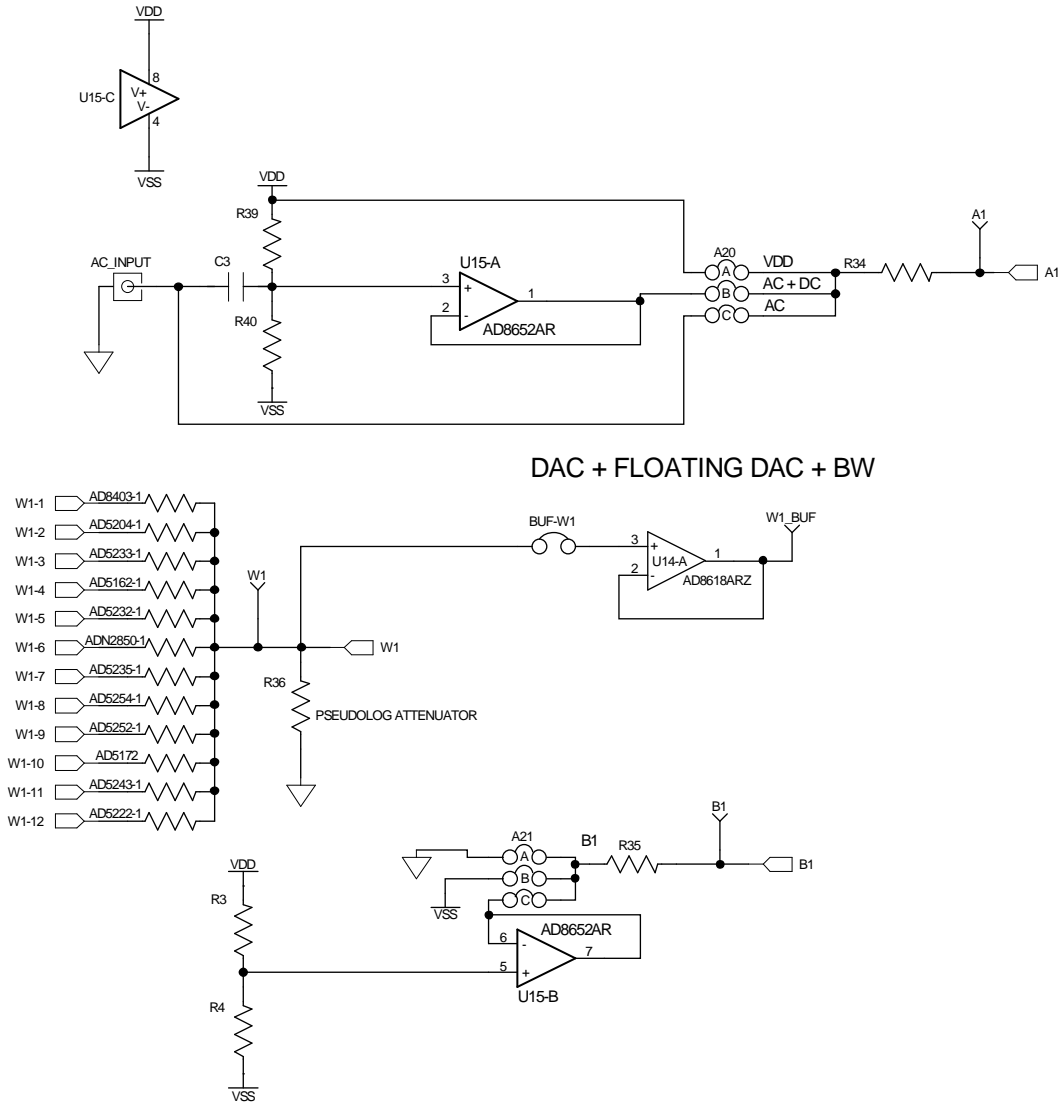 VDD
8
U15-C
V+
V-
4
VSS
VDD
R39
A1
AC_INPUT
C3
U15-A
A20
VDD
R34
3
+
1
A
AC + DC
A1
B
2
-
AC
R40
AD8652AR
C
VSS
DAC + FLOATING DAC + BW
W1-1
AD8403-1
W1-2
AD5204-1
BUF-W1
W1_BUF
W1-3
AD5233-1
3
+
U14-A
1
W1-4
AD5162-1
W1
2
-
AD8618ARZ
W1-5
AD5232-1
W1-6
ADN2850-1
W1
W1-7
AD5235-1
R36
W1-8
AD5254-1
PSEUDOLOG ATTENUATOR
W1-9
AD5252-1
W1-10
AD5172
W1-11
AD5243-1
W1-12
AD5222-1
B1
A21
B1
R35
VDD
A
B1
B
R3
VSS
C
AD8652AR
6
-
7
5
+
U15-B
R4
VSS